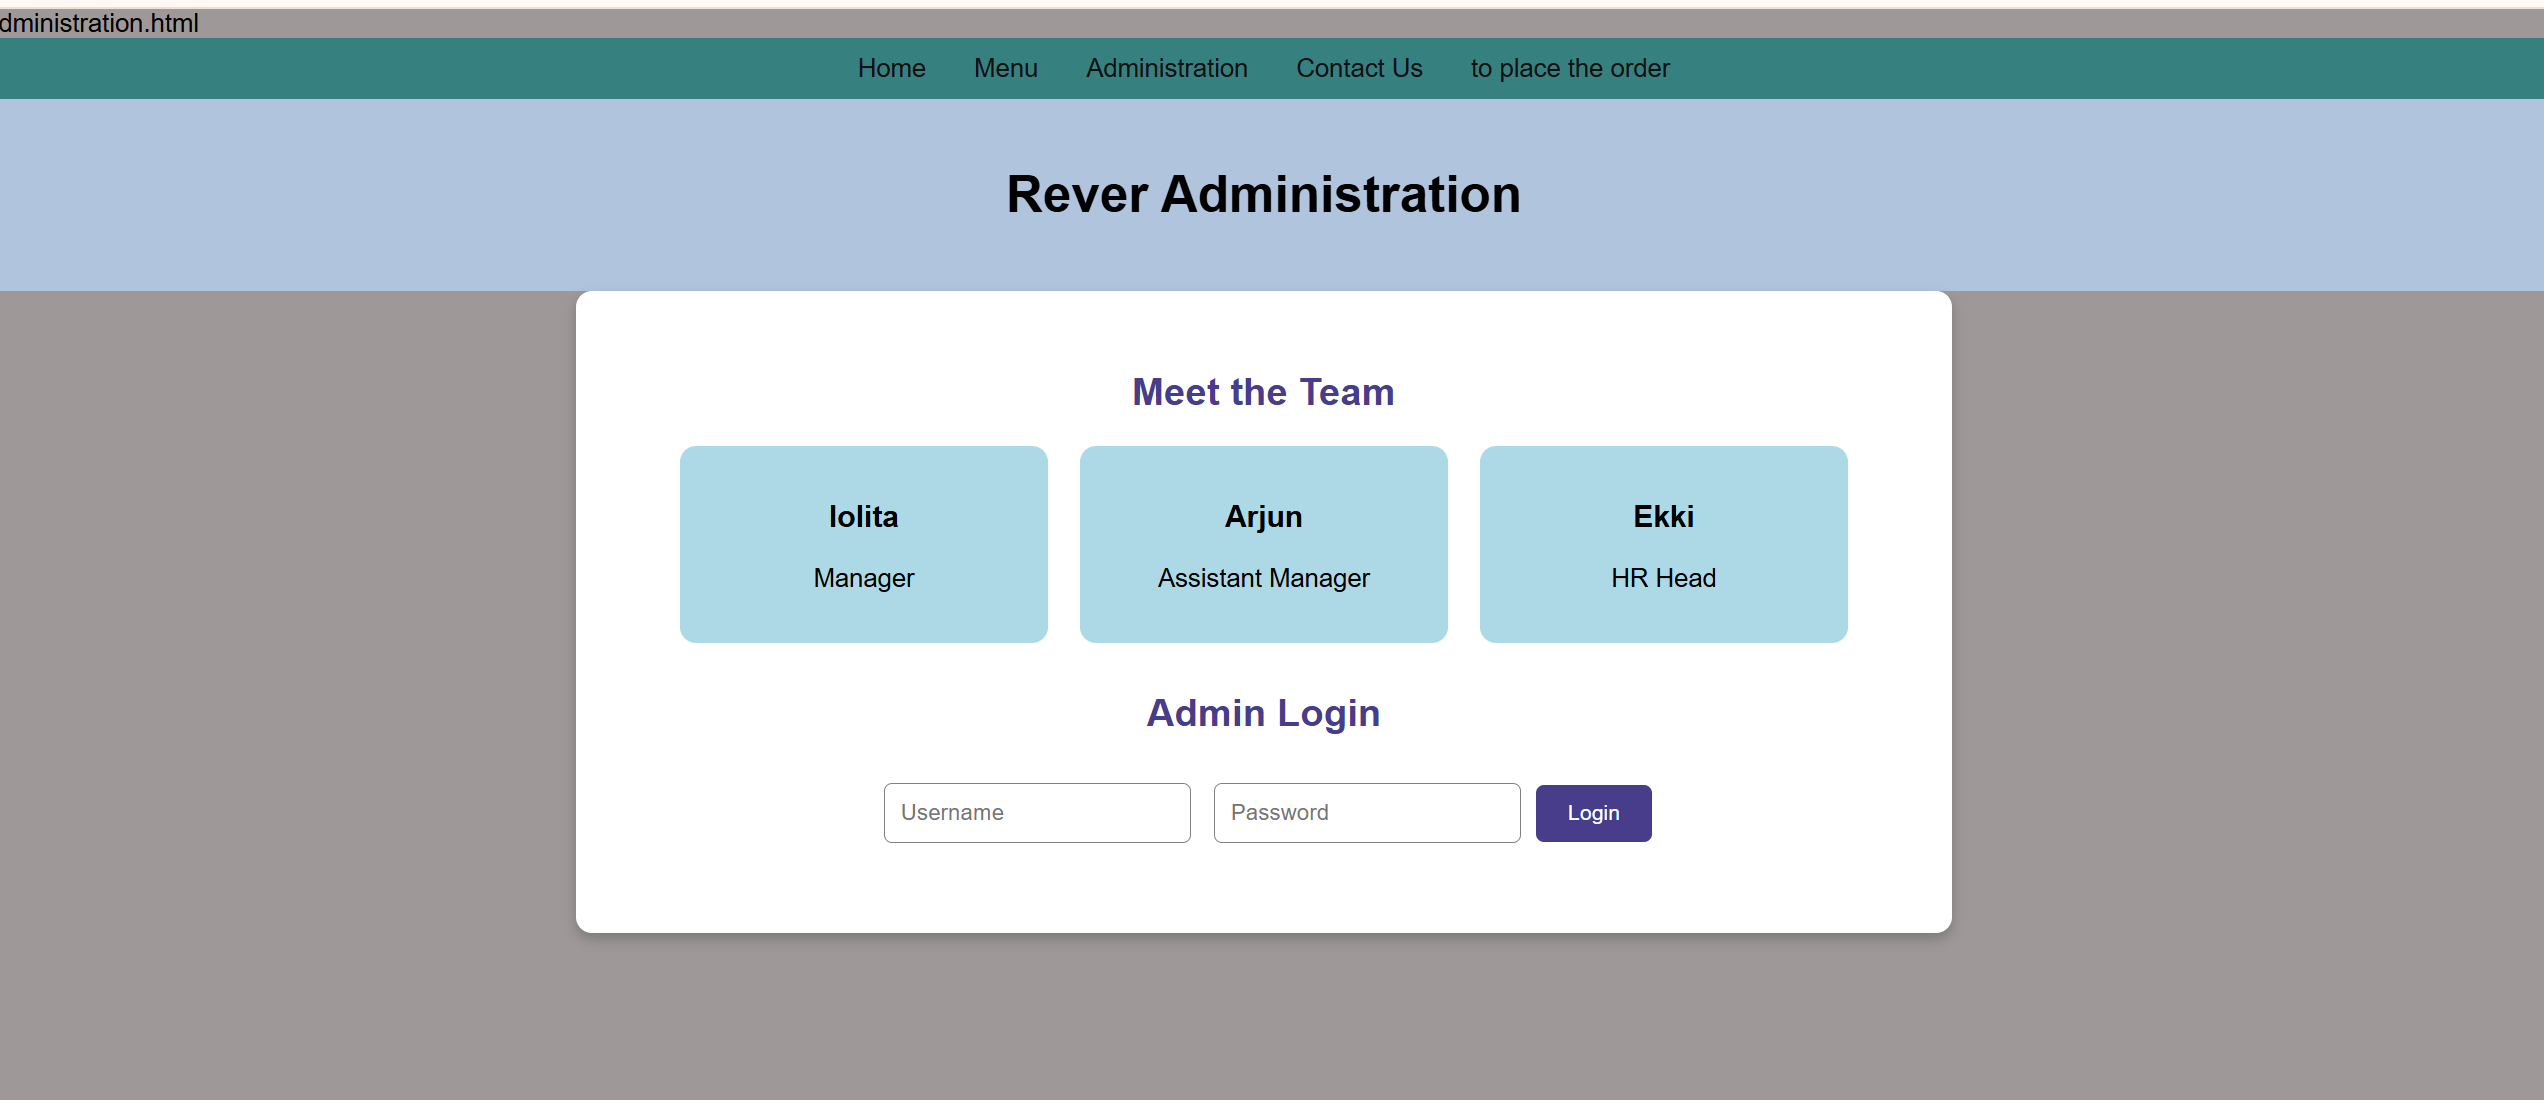 dministration.html
Home Menu Administration Contact Us to place the order
Rever Administration
Meet the Team
lolita Arjun Ekki
Manager Assistant Manager HR Head
Admin Login
Username Password Login